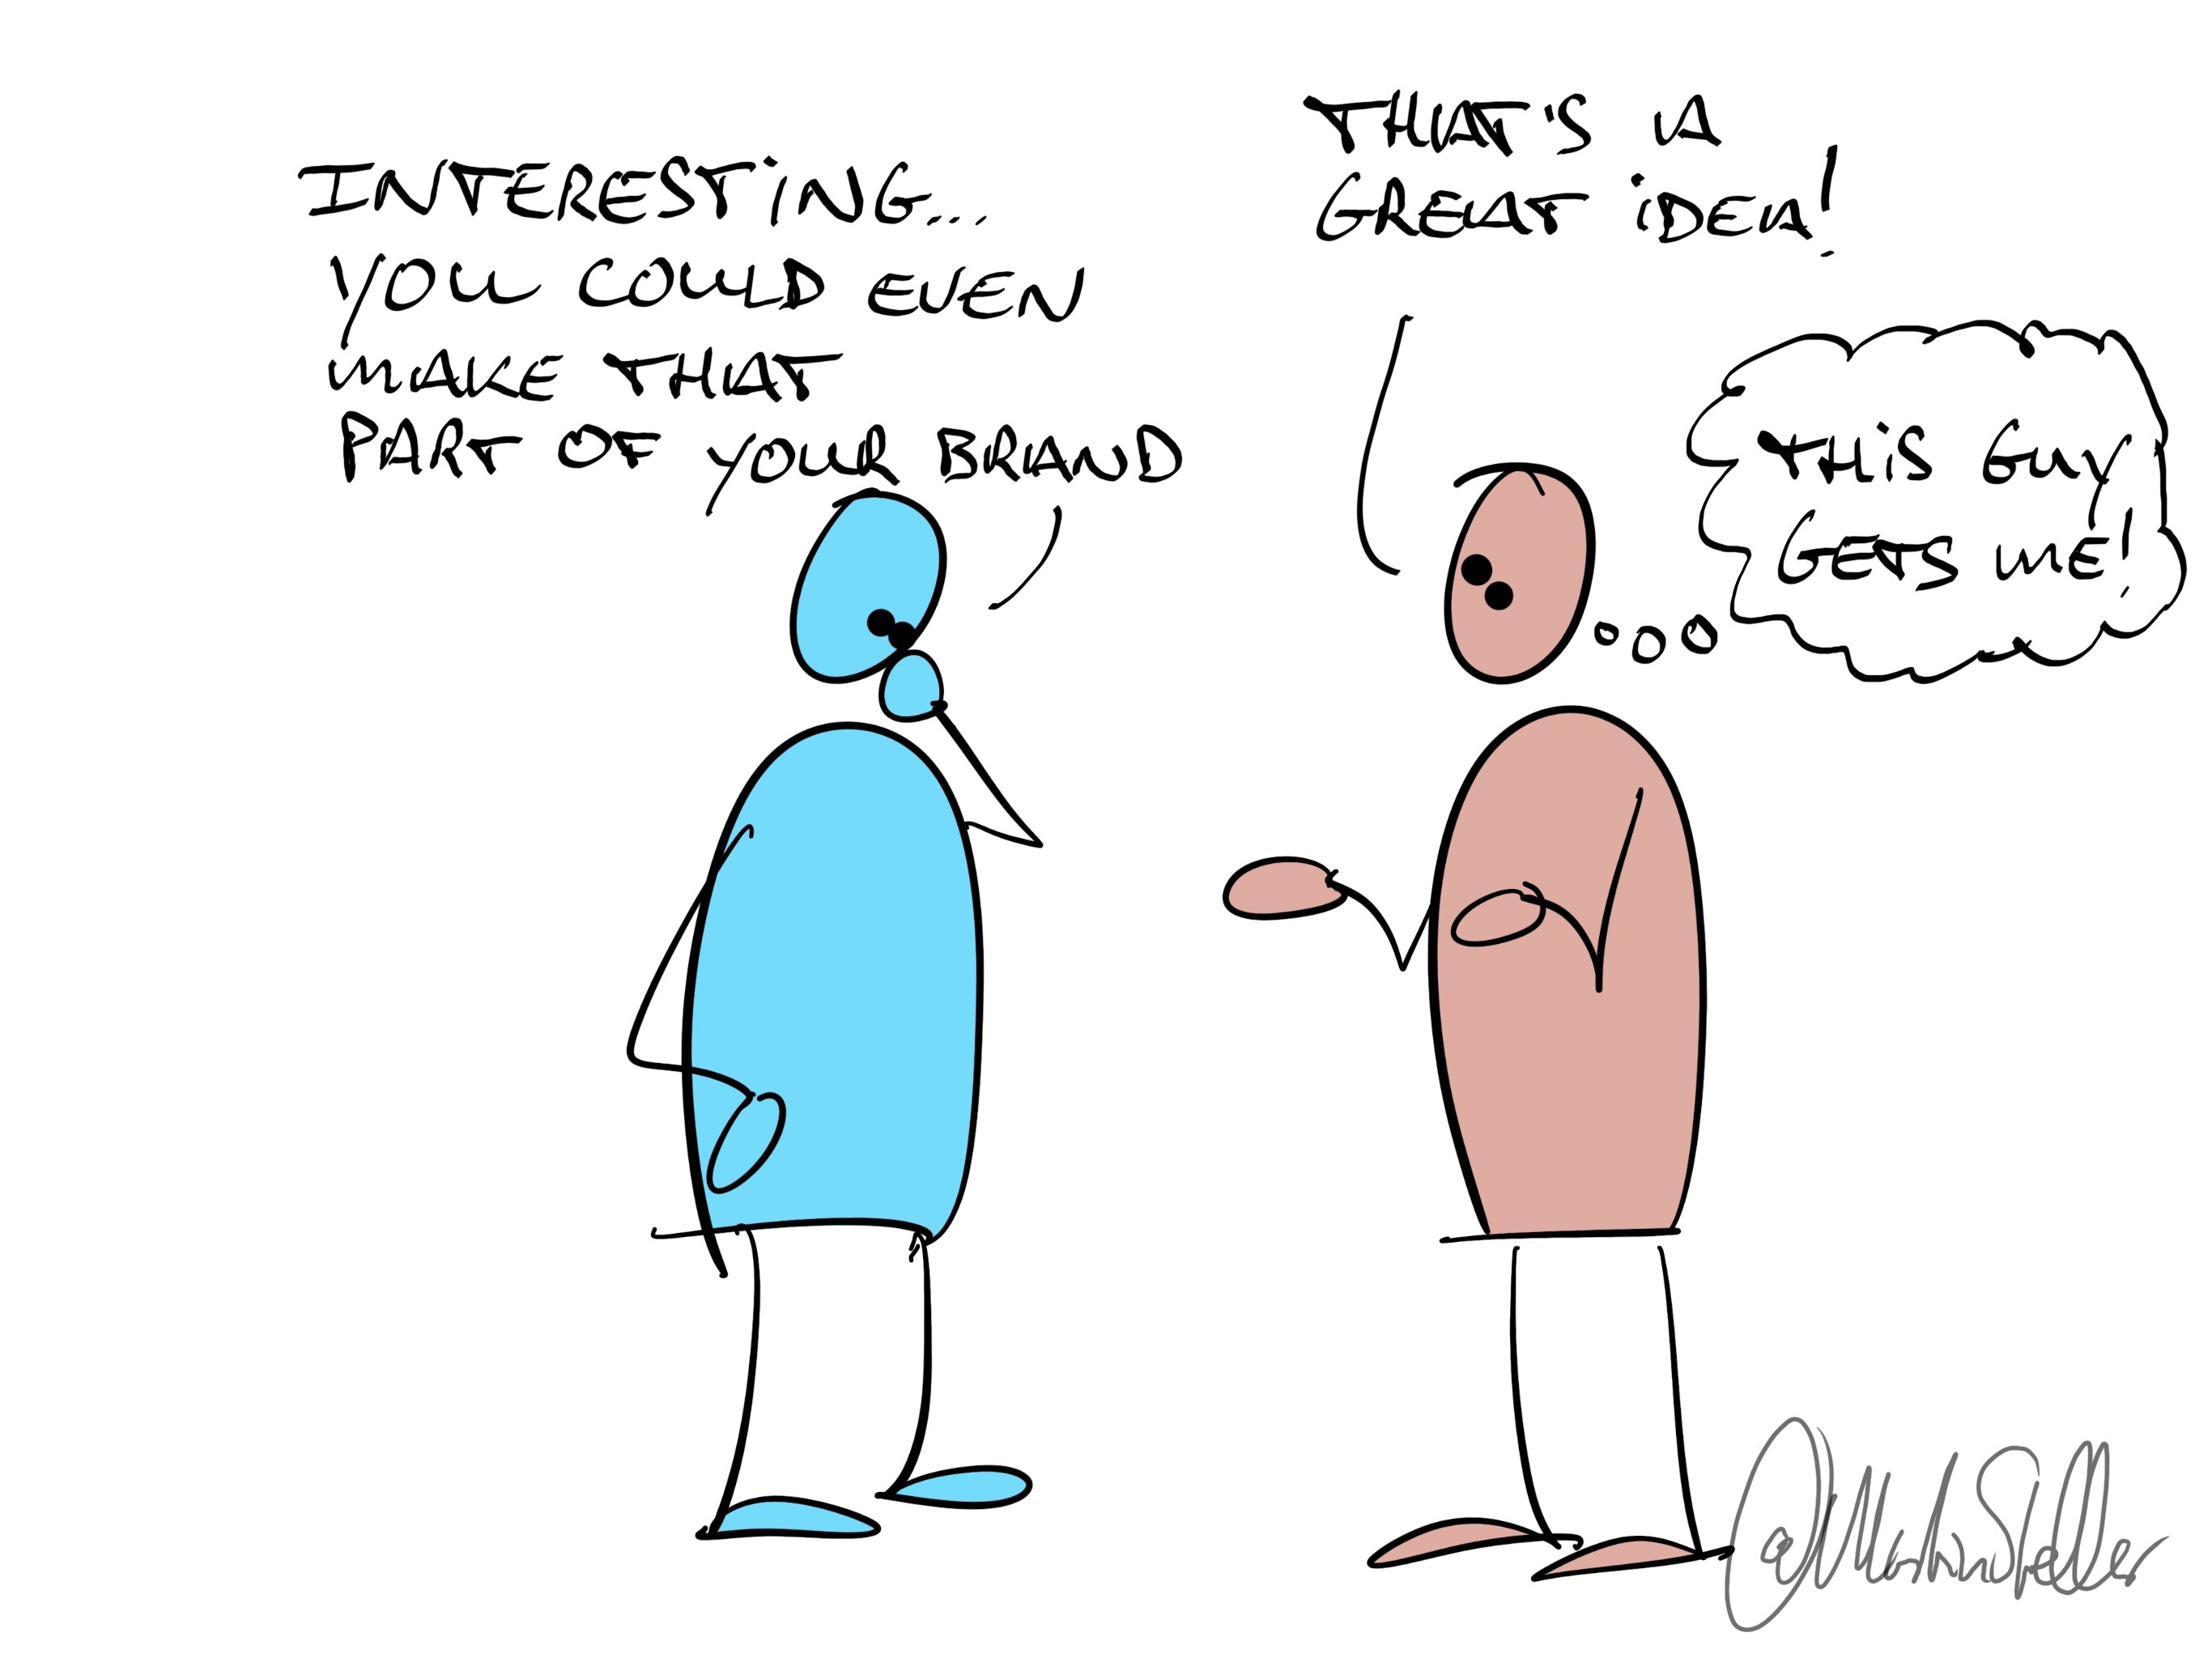 INTERESTING...
YOU COULD EVEN
MAKE THAT
PART OF YOUR BRAND
THAT'S A
GREAT IDEA!
THIS GUY
GETS ME!